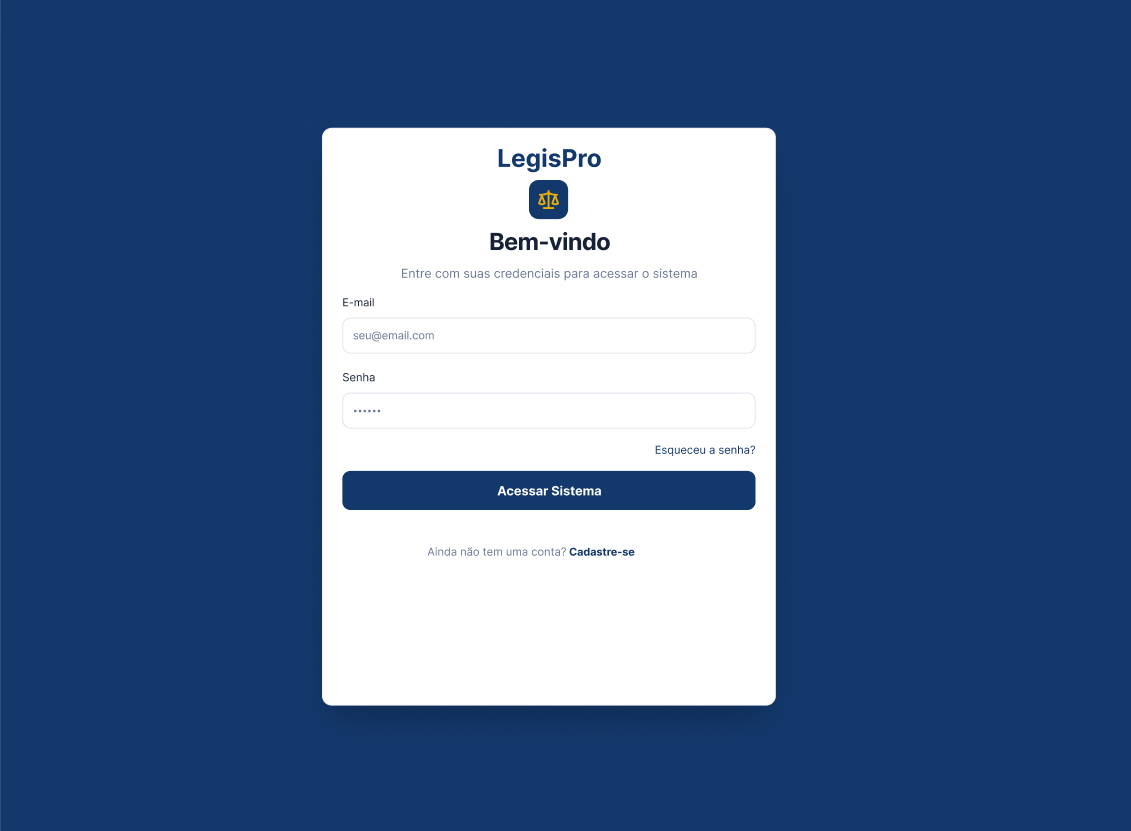 LegisPro
Bem-vindo
Entre com suas credenciais para acessar o sistema
E-mail
seu@email.com
Senha
••••••
Esqueceu a senha?
Acessar Sistema
Ainda não tem uma conta? Cadastre-se